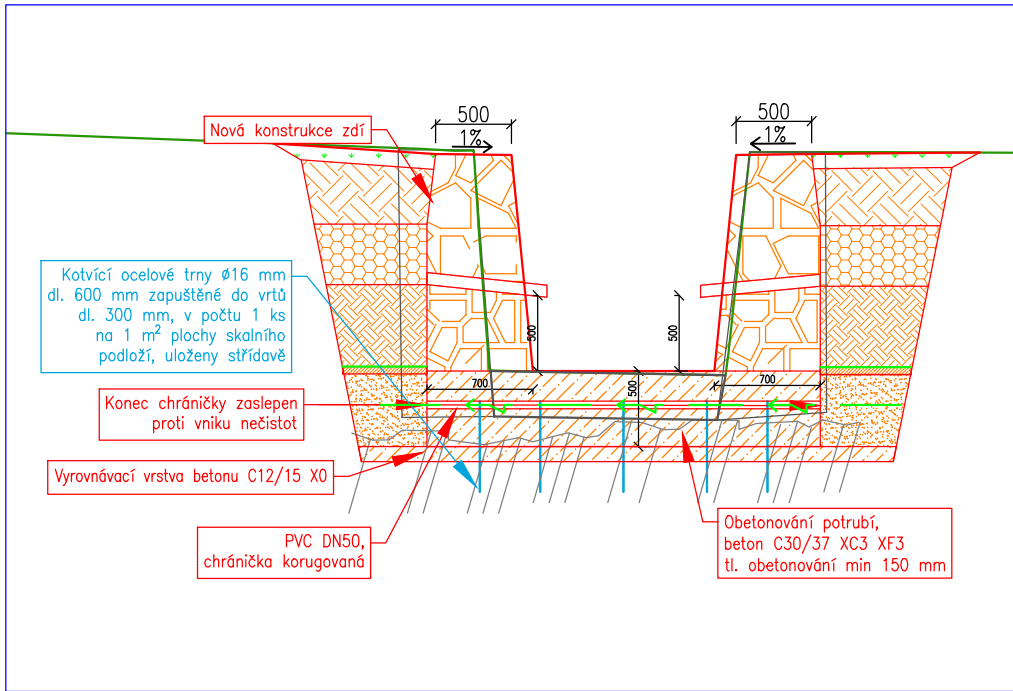 500
1%
500
1%
Nová konstrukce zdí
Kotvící ocelové trny Ø16 mm
dl. 600 mm zapuštěné do vrtů
dl. 300 mm, v počtu 1 ks
na 1 m² plochy skalního
podloží, uloženy střídavě
500
500
700
500
700
Konec chráničky zaslepen
proti vniku nečistot
Vyrovnávací vrstva betonu C12/15 X0
PVC DN50,
chránička korugovaná
Obetonování potrubí,
beton C30/37 XC3 XF3
tl. obetonování min 150 mm